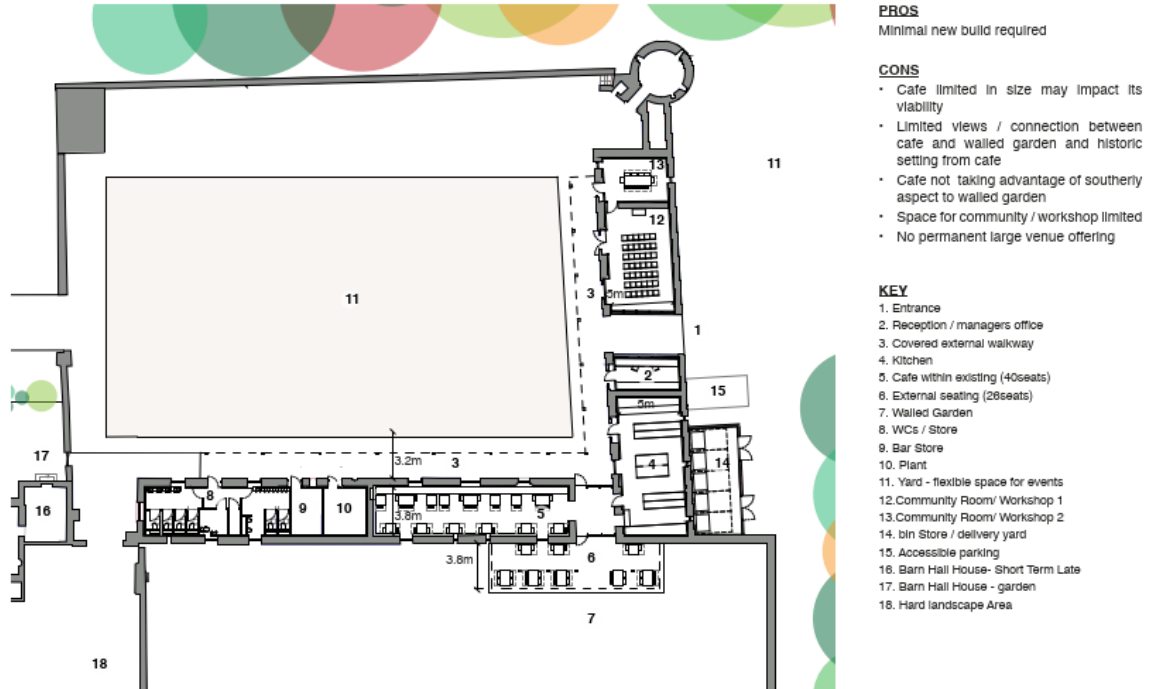 PROS
Minimal new build required
CONS
• Cafe limited in size may impact its
viability
• Limited views / connection between
cafe and walled garden and historic
setting from cafe
• Cafe not taking advantage of southerly
aspect to walled garden
• Space for community / workshop limited
• No permanent large venue offering
KEY
1. Entrance
2. Reception / managers office
3. Covered external walkway
4. Kitchen
5. Cafe within existing (40seats)
6. External seating (26seats)
7. Walled Garden
8. WCs / Store
9. Bar Store
10. Plant
11. Yard - flexible space for events
12.Community Room/ Workshop 1
13.Community Room/ Workshop 2
14. bin Store / delivery yard
15. Accessible parking
16. Barn Hall House- Short Term Late
17. Barn Hall House - garden
18. Hard landscape Area
13
11
12
11
3
5m
1
2
15
5m
17
3.2m
3
4
14
16
8
9
10
3.8m
5
3.8m
6
7
18